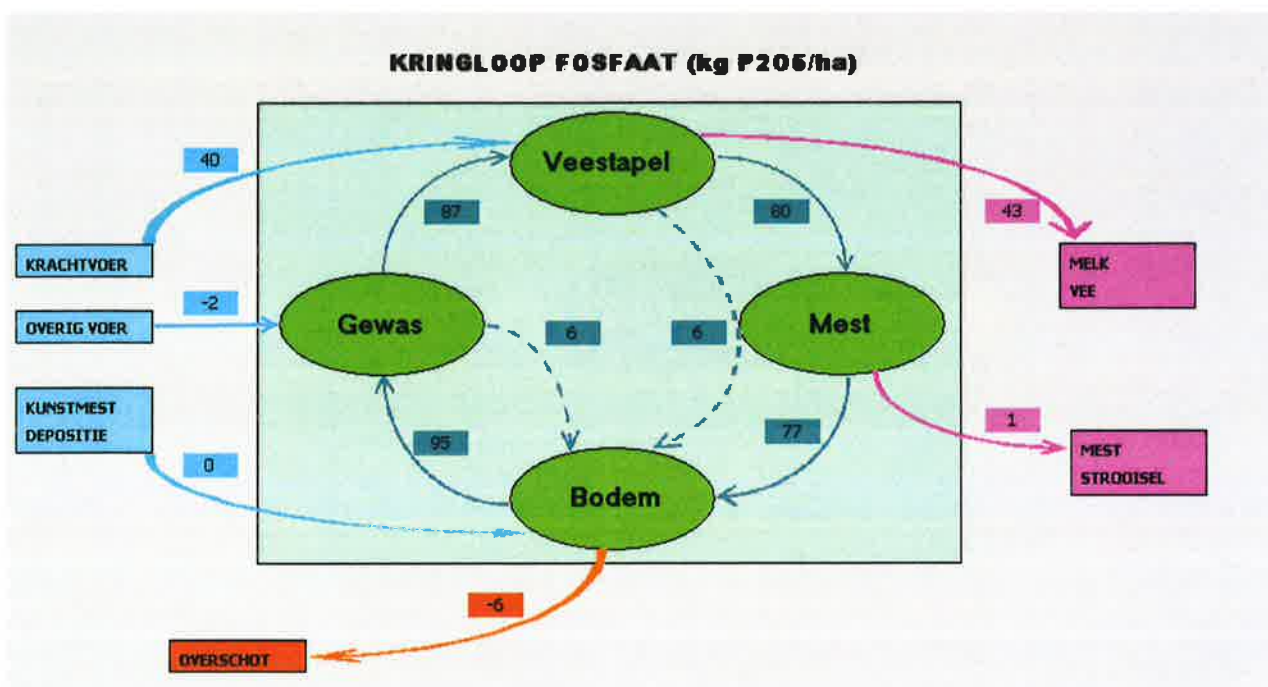 KRINGLOOP FOSFAAT (kg P205/ha)
Veestapel
40
87
80
43
KRACHTVOER
MELK
VEE
-2
OVERIG VOER
Gewas
6
6
Mest
KUNSTMEST
DEPOSITIE
0
95
77
1
MEST
STROOISEL
Bodem
-6
OVERSCHOT